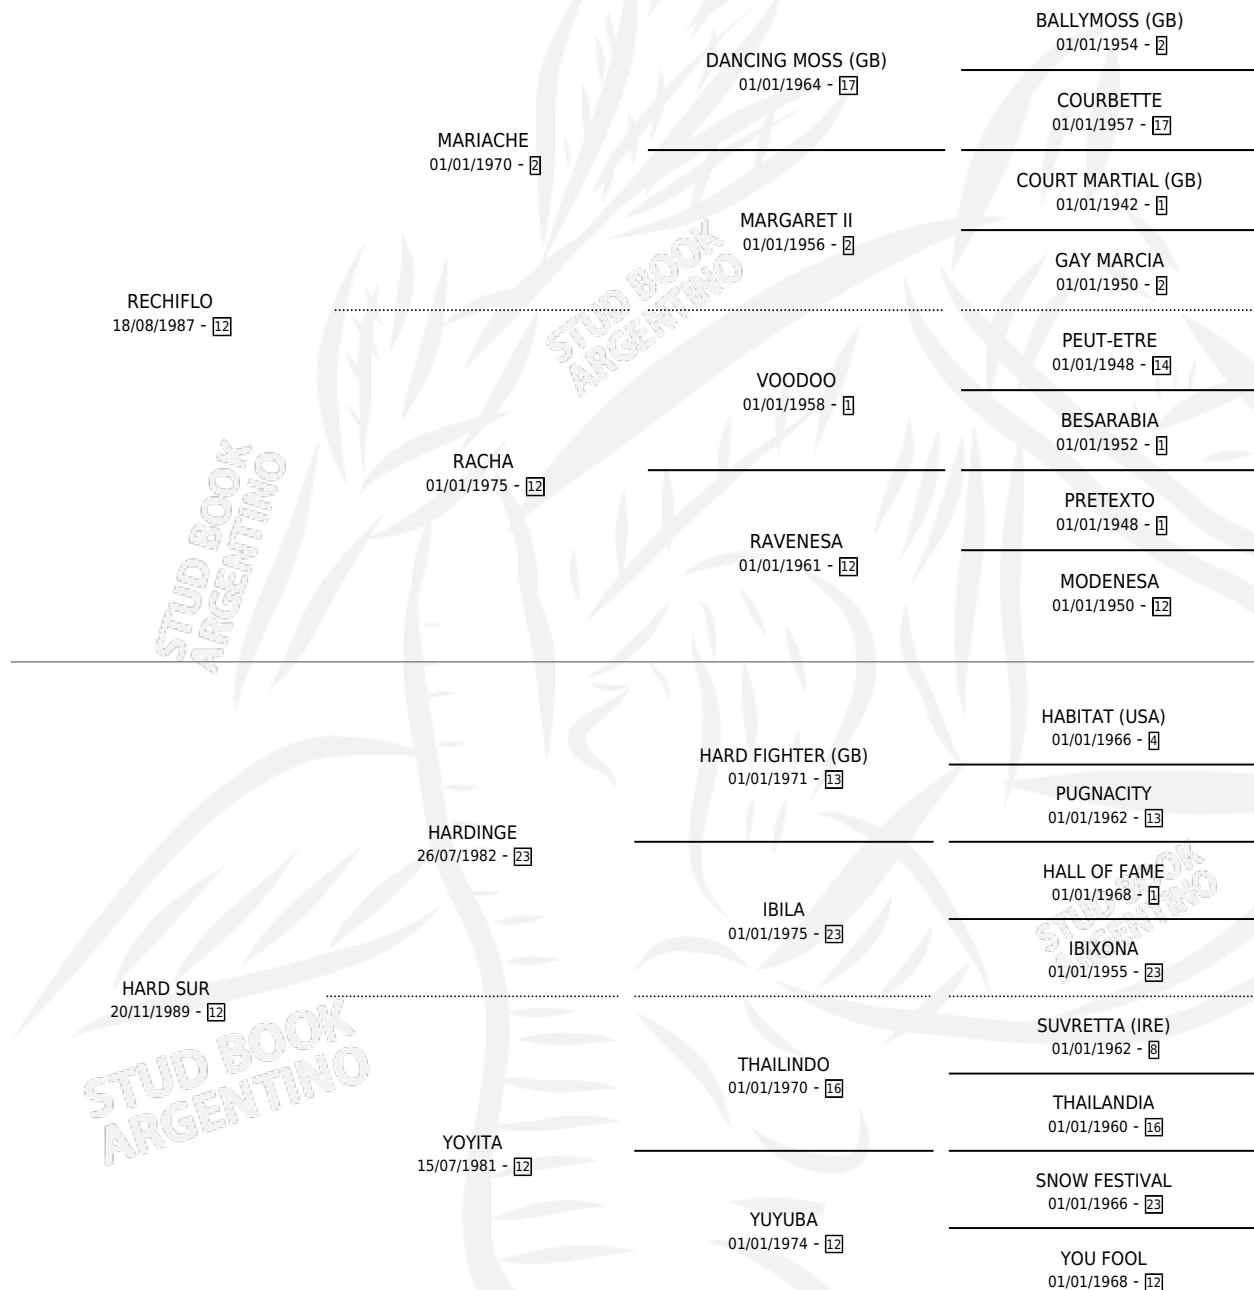 BALLYMOSS (GB)
01/01/1954 - 2
DANCING MOSS (GB)
01/01/1964 - 17
COURBETTE
01/01/1957 - 17
MARIACHE
01/01/1970 - 2
COURT MARTIAL (GB)
01/01/1942 - 1
MARGARET II
01/01/1956 - 2
GAY MARCIA
01/01/1950 - 2
RECHIFLO
18/08/1987 - 12
PEUT-ETRE
01/01/1948 - 14
VOODOO
01/01/1958 - 1
BESARABIA
01/01/1952 - 1
RACHA
01/01/1975 - 12
PRETEXTO
01/01/1948 - 1
RAVENESA
01/01/1961 - 12
MODENESA
01/01/1950 - 12
STUD BOOK
ARGENTINO
STUD BOOK
ARGENTINO
HABITAT (USA)
01/01/1966 - 4
HARD FIGHTER (GB)
01/01/1971 - 13
PUGNACITY
01/01/1962 - 13
HARDINGE
26/07/1982 - 23
HALL OF FAME
01/01/1968 - 1
IBILA
01/01/1975 - 23
IBIXONA
01/01/1955 - 23
STUD BOOK
ARGENTINO
HARD SUR
20/11/1989 - 12
SUVRETTA (IRE)
01/01/1962 - 8
THAILINDO
01/01/1970 - 16
THAILANDIA
01/01/1960 - 16
STUD BOOK
ARGENTINO
YOYITA
15/07/1981 - 12
SNOW FESTIVAL
01/01/1966 - 23
YUYUBA
01/01/1974 - 12
YOU FOOL
01/01/1968 - 12